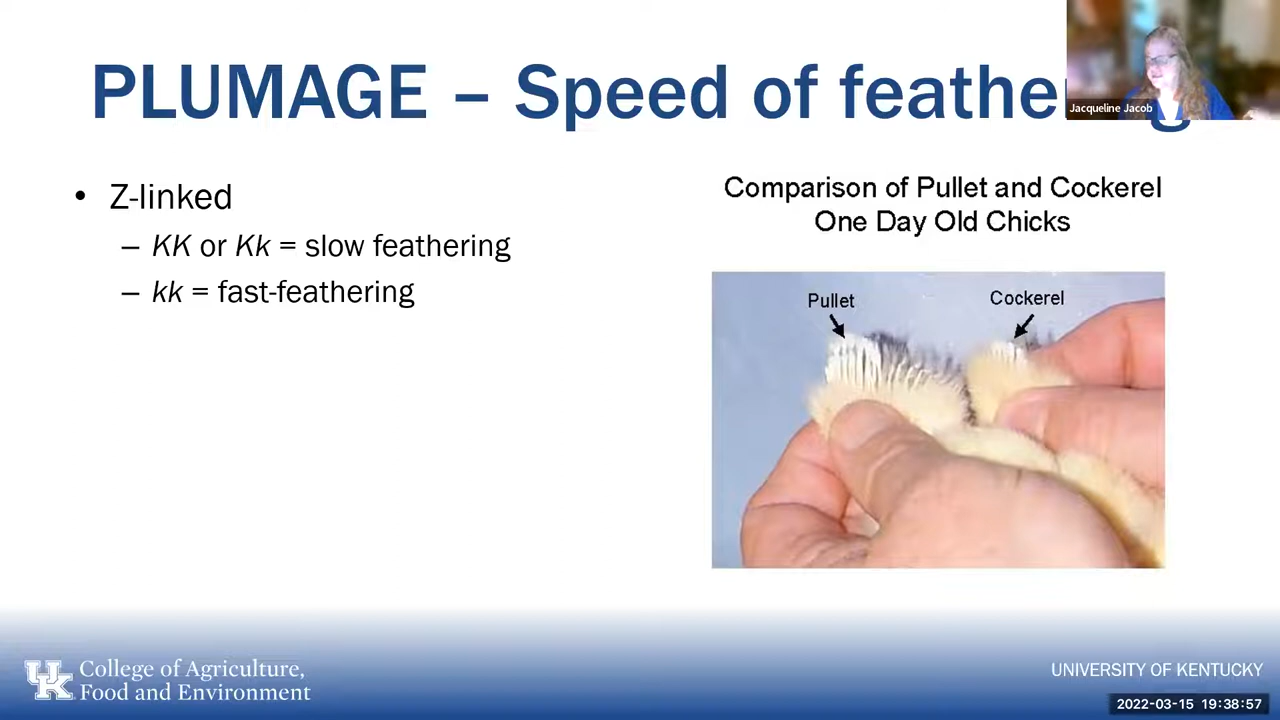 PLUMAGE – Speed of
Jacqueline Jacob
• Z-linked
– KK or Kk = slow feathering
– kk = fast-feathering
Comparison of Pullet and Cockerel
One Day Old Chicks
Pullet
Cockerel
UK
College of Agriculture,
Food and Environment
UNIVERSITY OF KENTUCKY
2022-03-15 19:38:57